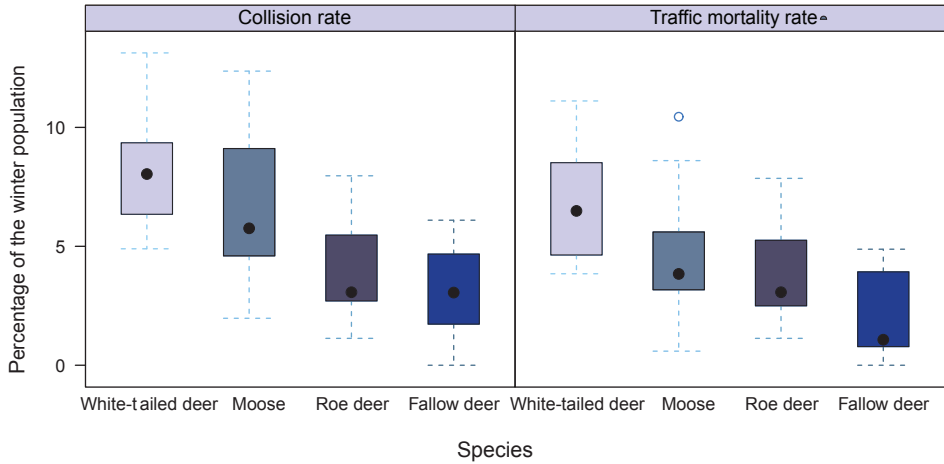 Collision rate
Traffic mortality rate
Percentage of the winter population
10
5
0
White-tailed deer
Moose
Roe deer
Fallow deer
White-tailed deer
Moose
Roe deer
Fallow deer
Species